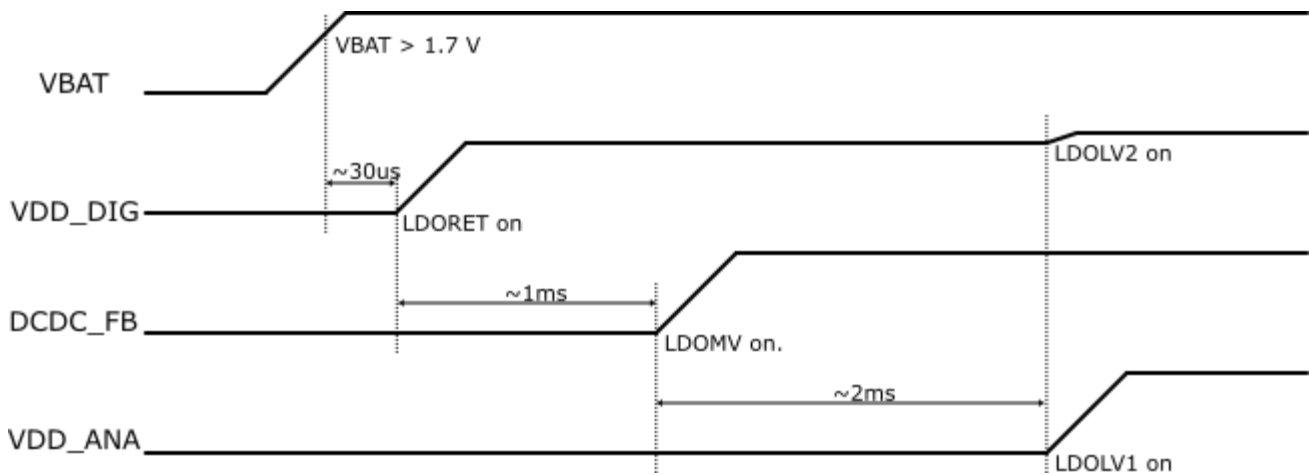 VBAT > 1.7 V
VBAT
LDOLV2 on
~30us
VDD_DIG
LDORET on
~1ms
DCDC_FB
LDOMV on.
~2ms
VDD_ANA
LDOLV1 on